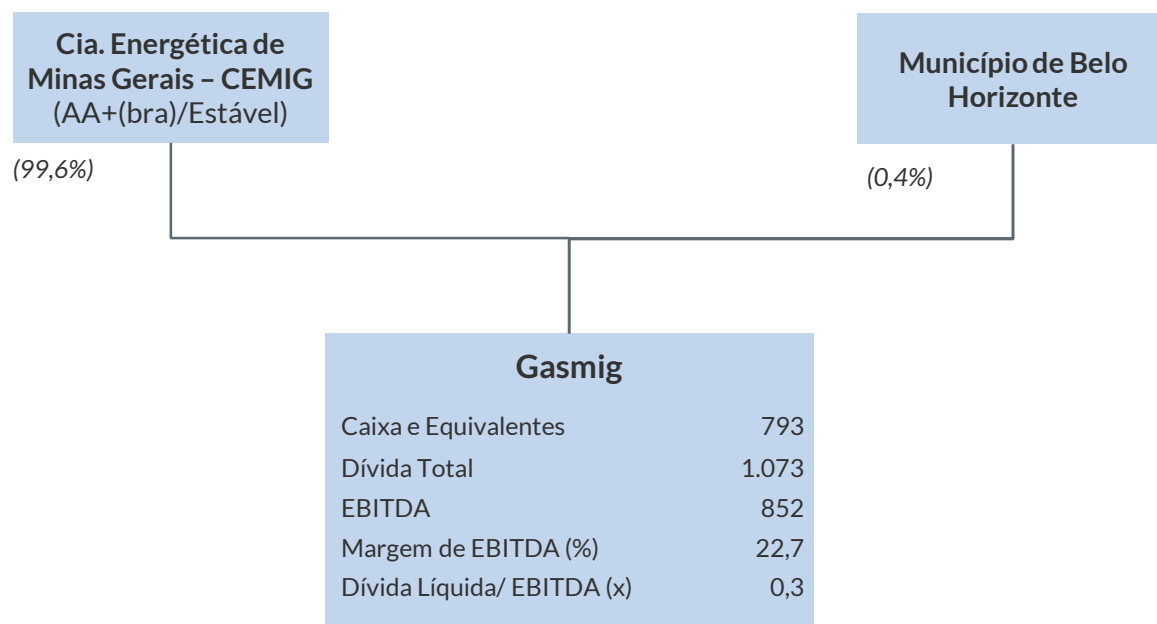 Cia. Energética de
Minas Gerais – CEMIG
(AA+(bra)/Estável)
Município de Belo
Horizonte
(99,6%)
(0,4%)
Gasmig
Caixa e Equivalentes 793
Dívida Total 1.073
EBITDA 852
Margem de EBITDA (%) 22,7
Dívida Líquida/ EBITDA (x) 0,3